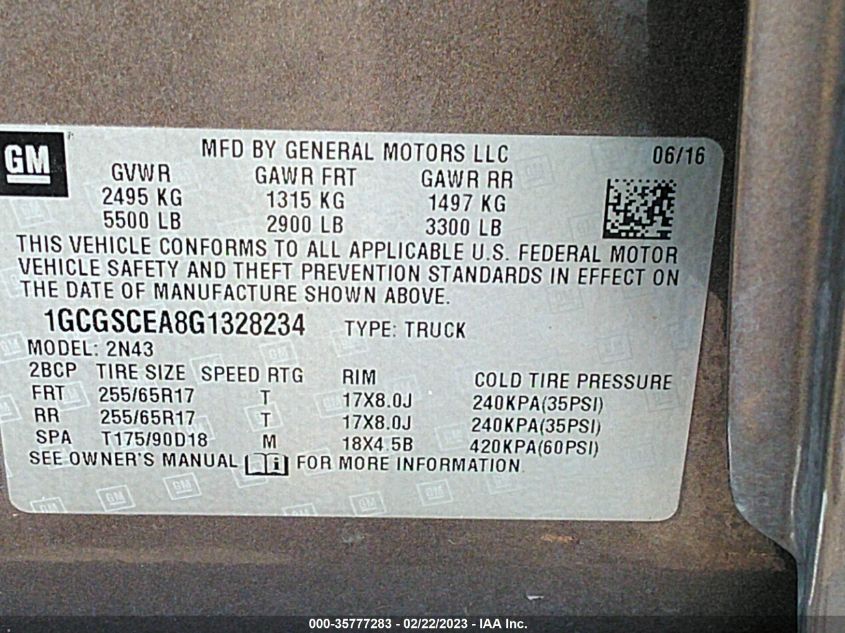 GM
MFD BY GENERAL MOTORS LLC 06/16
GVWR GAWR FRT GAWR RR
2495 KG 1315 KG 1497 KG
5500 LB 2900 LB 3300 LB
THIS VEHICLE CONFORMS TO ALL APPLICABLE U.S. FEDERAL MOTOR
VEHICLE SAFETY AND THEFT PREVENTION STANDARDS IN EFFECT ON
THE DATE OF MANUFACTURE SHOWN ABOVE.
1GCGSCEA8G1328234 TYPE: TRUCK
MODEL: 2N43
2BCP TIRE SIZE SPEED RTG RIM COLD TIRE PRESSURE
FRT 255/65R17 T 17X8.0J 240KPA(35PSI)
RR 255/65R17 T 17X8.0J 240KPA(35PSI)
SPA T175/90D18 M 18X4.5B 420KPA(60PSI)
SEE OWNER'S MANUAL FOR MORE INFORMATION
000-35777283 - 02/22/2023 - IAA Inc.